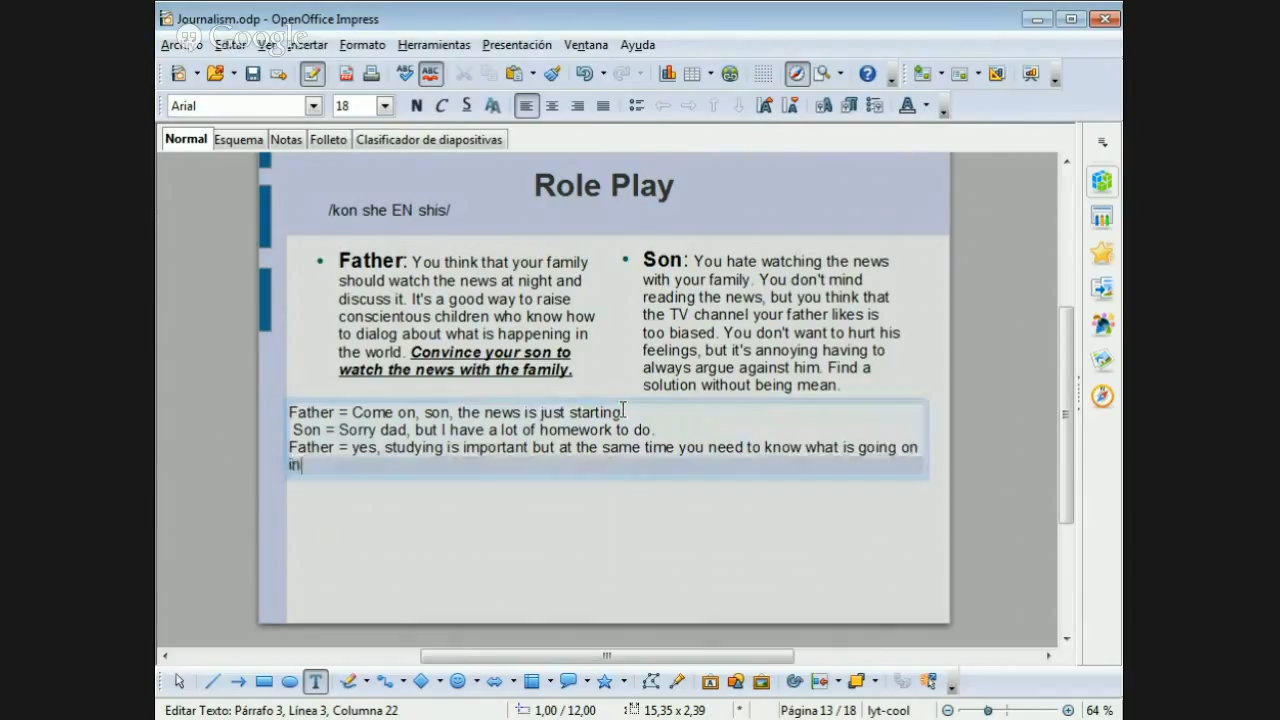 Journalism.odp - OpenOffice Impress
Google
Archivo Editar Ver Insertar Formato Herramientas Presentación Ventana Ayuda
Arial 18 N C S
Normal Esquema Notas Folleto Clasificador de diapositivas
Role Play
/kon she EN shis/
Father: You think that your family
should watch the news at night and
discuss it. It's a good way to raise
conscientous children who know how
to dialog about what is happening in
the world. Convince your son to
watch the news with the family.
Son: You hate watching the news
with your family. You don't mind
reading the news, but you think that
the TV channel your father likes is
too biased. You don't want to hurt his
feelings, but it's annoying having to
always argue against him. Find a
solution without being mean.
Father = Come on, son, the news is just starting.
Son = Sorry dad, but I have a lot of homework to do.
Father = yes, studying is important but at the same time you need to know what is going on
in
Editar Texto: Párrafo 3, Línea 3, Columna 22 1,00 / 12,00 15,35 x 2,39 * Página 13 / 18 lyt-cool 64 %